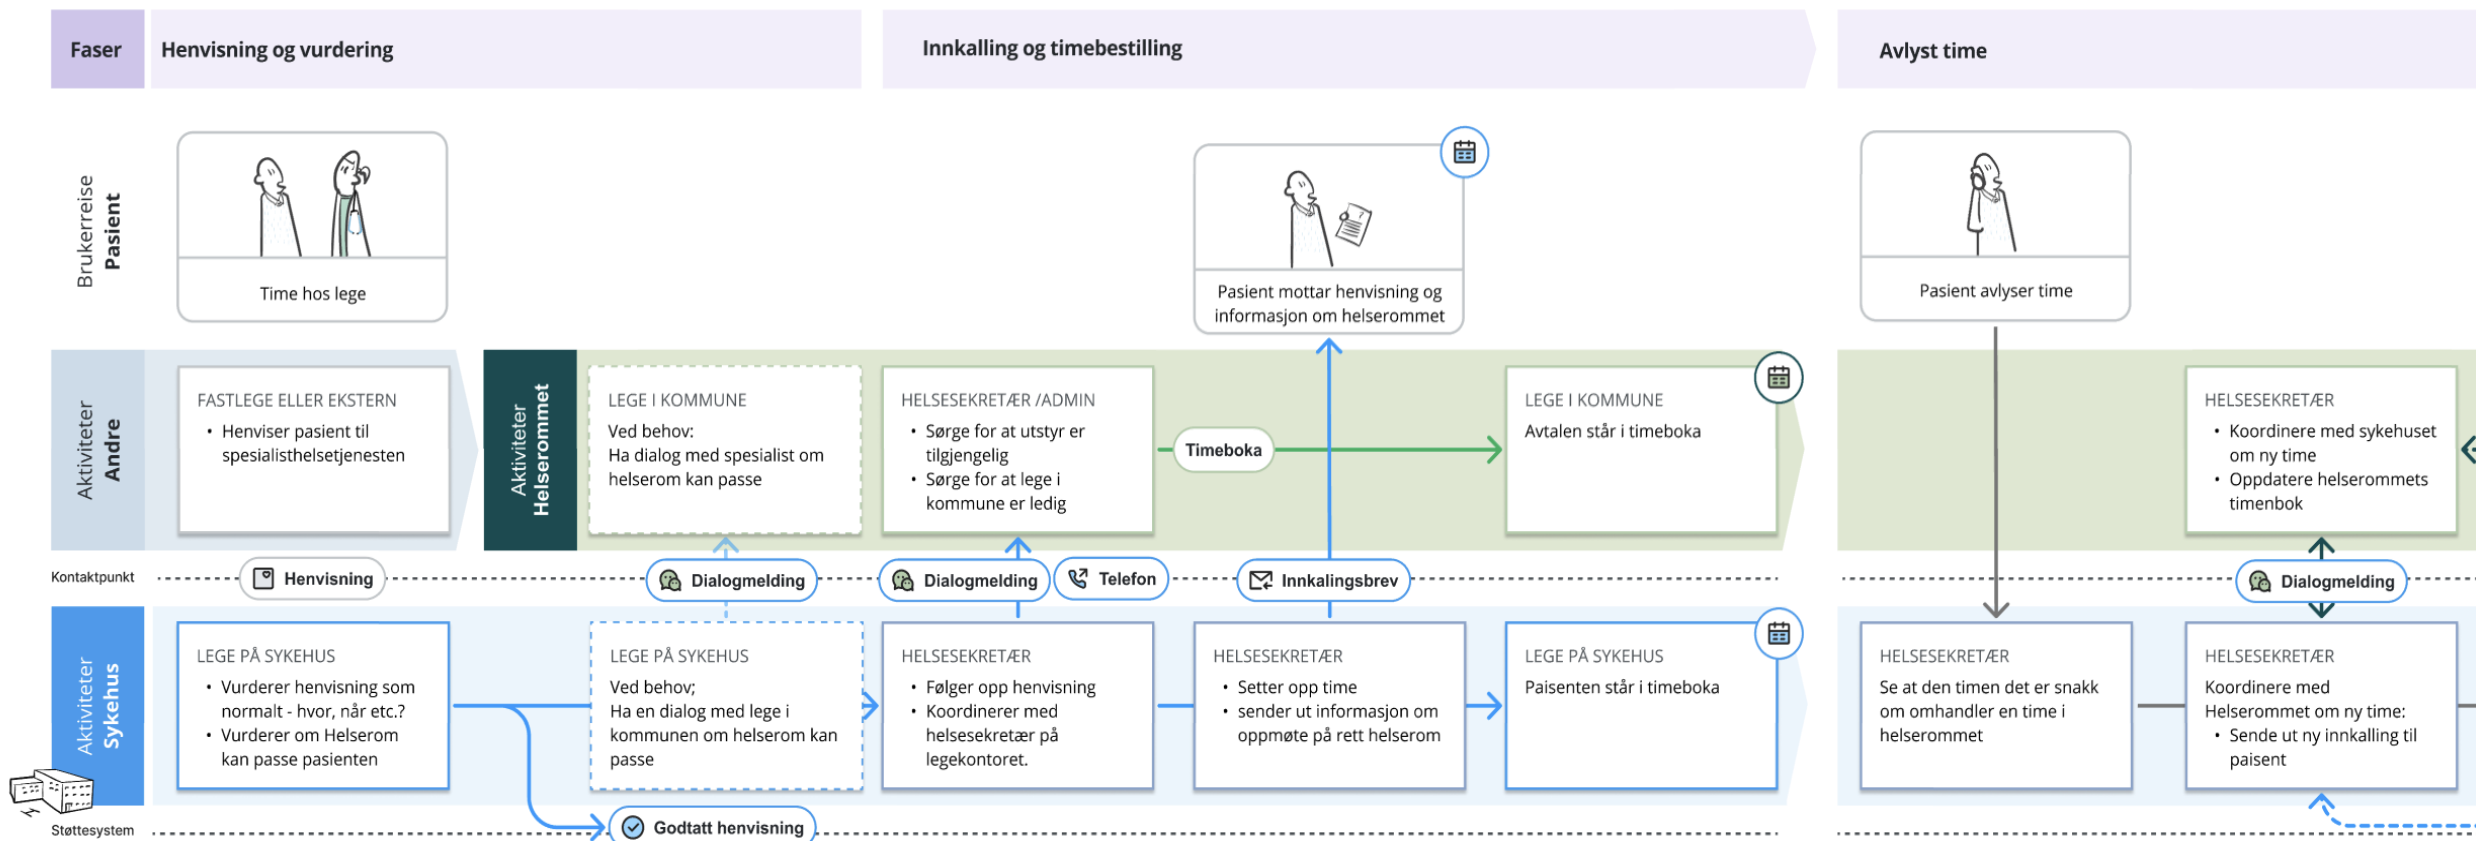 Faser
Henvisning og vurdering
Innkalling og timebestilling
Avlyst time
Brukerreise
Pasient
Time hos lege
Pasient mottar henvisning og
informasjon om helserommet
Pasient avlyser time
Aktiviteter
Andre
FASTLEGE ELLER EKSTERN
• Henviser pasient til
spesialisthelsetjenesten
Aktiviteter
Helserommet
LEGE I KOMMUNE
Ved behov:
Ha dialog med spesialist om
helserom kan passe
HELSESEKRETÆR /ADMIN
• Sørge for at utstyr er
tilgjengelig
• Sørge for at lege i
kommune er ledig
Timeboka
LEGE I KOMMUNE
Avtalen står i timeboka
HELSESEKRETÆR
• Koordinere med sykehuset
om ny time
• Oppdatere helserommets
timenbok
Kontaktpunkt
Henvisning
Dialogmelding
Dialogmelding
Telefon
Innkalingsbrev
Dialogmelding
Aktiviteter
Sykehus
LEGE PÅ SYKEHUS
• Vurderer henvisning som
normalt - hvor, når etc.?
• Vurderer om Helserom
kan passe pasienten
LEGE PÅ SYKEHUS
Ved behov;
Ha en dialog med lege i
kommunen om helserom kan
passe
HELSESEKRETÆR
• Følger opp henvisning
• Koordinerer med
helsesekretær på
legekontoret.
HELSESEKRETÆR
• Setter opp time
• sender ut informasjon om
oppmøte på rett helserom
LEGE PÅ SYKEHUS
Paisenten står i timeboka
HELSESEKRETÆR
Se at den timen det er snakk
om omhandler en time i
helserommet
HELSESEKRETÆR
Koordinere med
Helserommet om ny time:
• Sende ut ny innkalling til
paisent
Støttesystem
Godtatt henvisning